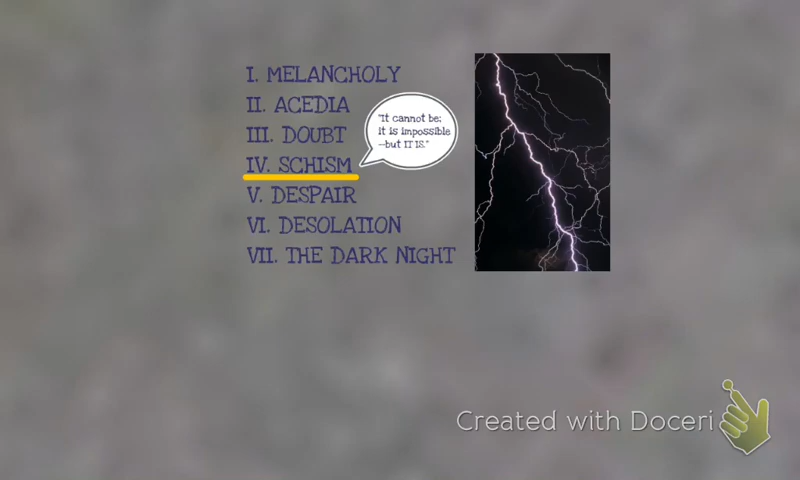 I. MELANCHOLY
II. ACEDIA
III. DOUBT
IV. SCHISM
"It cannot be;
it is impossible
--but IT IS."
V. DESPAIR
VI. DESOLATION
VII. THE DARK NIGHT
Created with Doceri